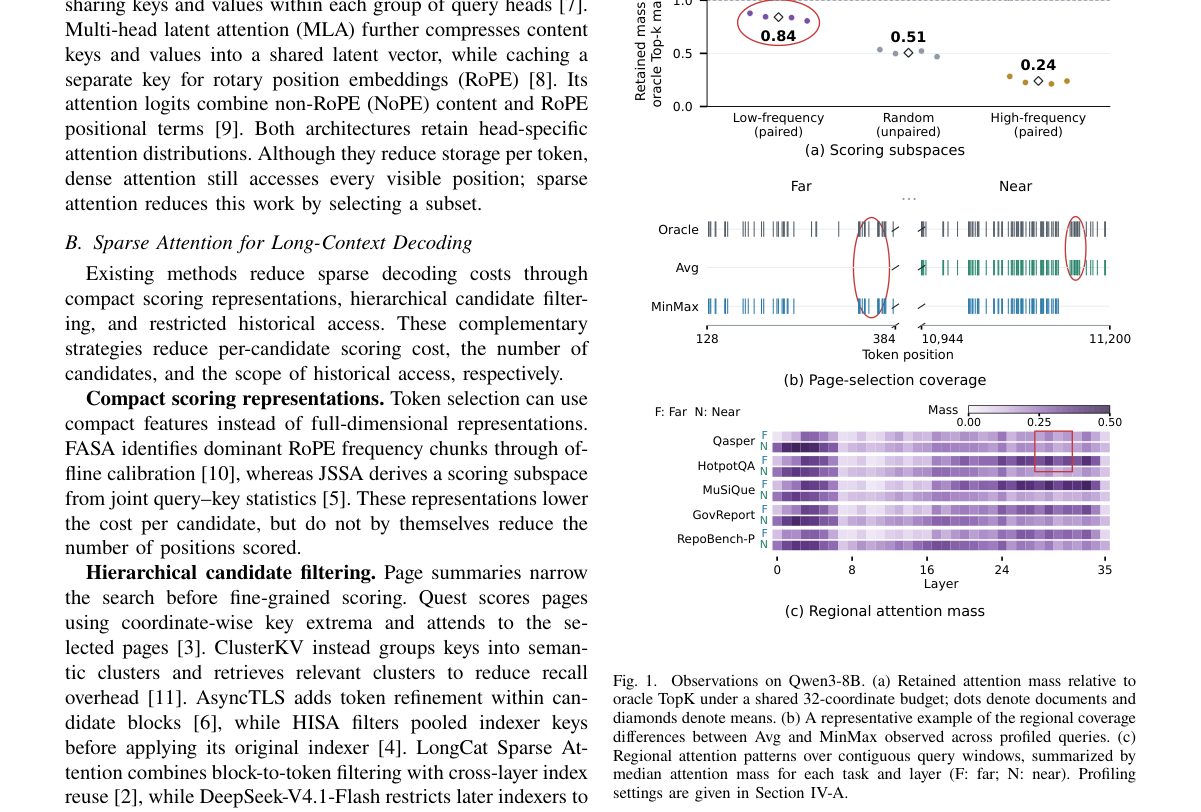 sharing keys and values within each group of query heads [7].
Multi-head latent attention (MLA) further compresses content
keys and values into a shared latent vector, while caching a
separate key for rotary position embeddings (RoPE) [8]. Its
attention logits combine non-RoPE (NoPE) content and RoPE
positional terms [9]. Both architectures retain head-specific
attention distributions. Although they reduce storage per token,
dense attention still accesses every visible position; sparse
attention reduces this work by selecting a subset.
B. Sparse Attention for Long-Context Decoding
Existing methods reduce sparse decoding costs through
compact scoring representations, hierarchical candidate filter-
ing, and restricted historical access. These complementary
strategies reduce per-candidate scoring cost, the number of
candidates, and the scope of historical access, respectively.
Compact scoring representations. Token selection can use
compact features instead of full-dimensional representations.
FASA identifies dominant RoPE frequency chunks through of-
fline calibration [10], whereas JSSA derives a scoring subspace
from joint query–key statistics [5]. These representations lower
the cost per candidate, but do not by themselves reduce the
number of positions scored.
Hierarchical candidate filtering. Page summaries narrow
the search before fine-grained scoring. Quest scores pages
using coordinate-wise key extrema and attends to the se-
lected pages [3]. ClusterKV instead groups keys into seman-
tic clusters and retrieves relevant clusters to reduce recall
overhead [11]. AsyncTLS adds token refinement within can-
didate blocks [6], while HISA filters pooled indexer keys
before applying its original indexer [4]. LongCat Sparse At-
tention combines block-to-token filtering with cross-layer index
reuse [2], while DeepSeek-V4.1-Flash restricts later indexers to
Retained mass
oracle Top-k ma
1.0
0.5
0.0
0.84
0.51
0.24
Low-frequency
(paired)
Random
(unpaired)
High-frequency
(paired)
(a) Scoring subspaces
Far
...
Near
Oracle
Avg
MinMax
128
384
10,944
11,200
Token position
(b) Page-selection coverage
F: Far N: Near
Mass
0.00
0.25
0.50
Qasper
F
N
HotpotQA
F
N
MuSiQue
F
N
GovReport
F
N
RepoBench-P
F
N
0
8
16
24
35
Layer
(c) Regional attention mass
Fig. 1. Observations on Qwen3-8B. (a) Retained attention mass relative to
oracle TopK under a shared 32-coordinate budget; dots denote documents and
diamonds denote means. (b) A representative example of the regional coverage
differences between Avg and MinMax observed across profiled queries. (c)
Regional attention patterns over contiguous query windows, summarized by
median attention mass for each task and layer (F: far; N: near). Profiling
settings are given in Section IV-A.